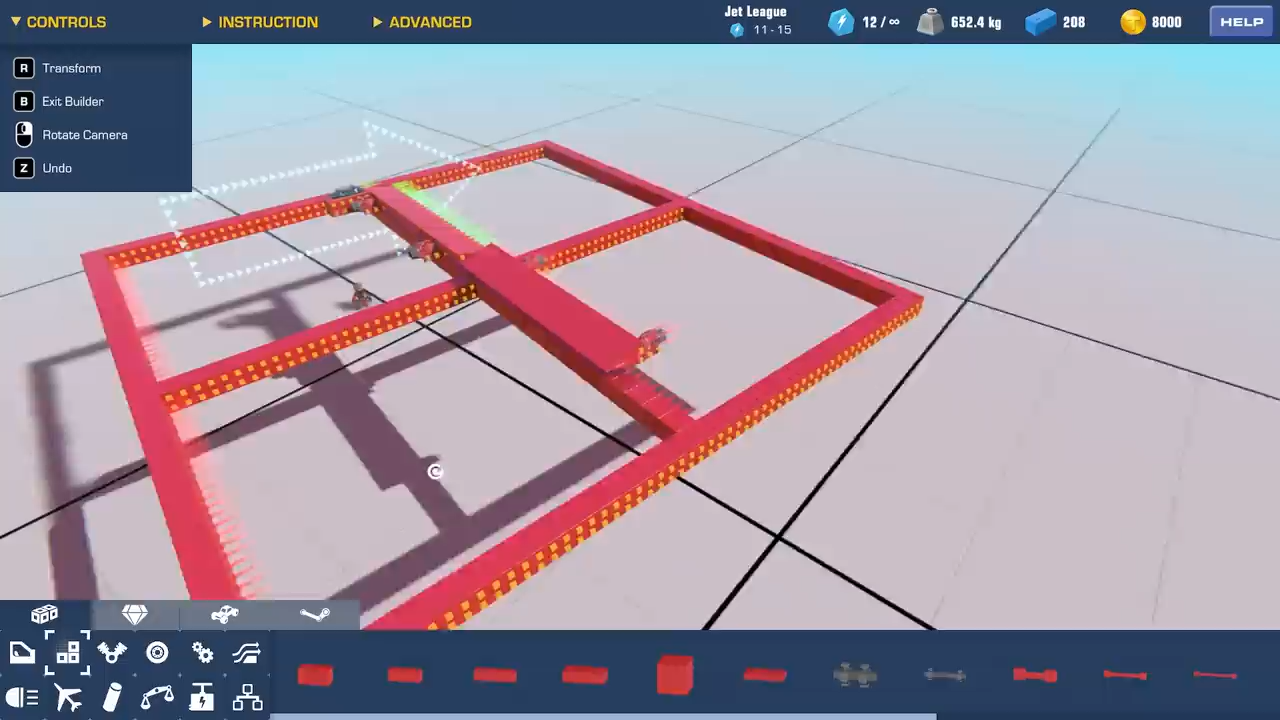 CONTROLS
INSTRUCTION
ADVANCED
Jet League
11 - 15
12 / ∞
652.4 kg
208
8000
HELP
R Transform
B Exit Builder
Rotate Camera
Z Undo